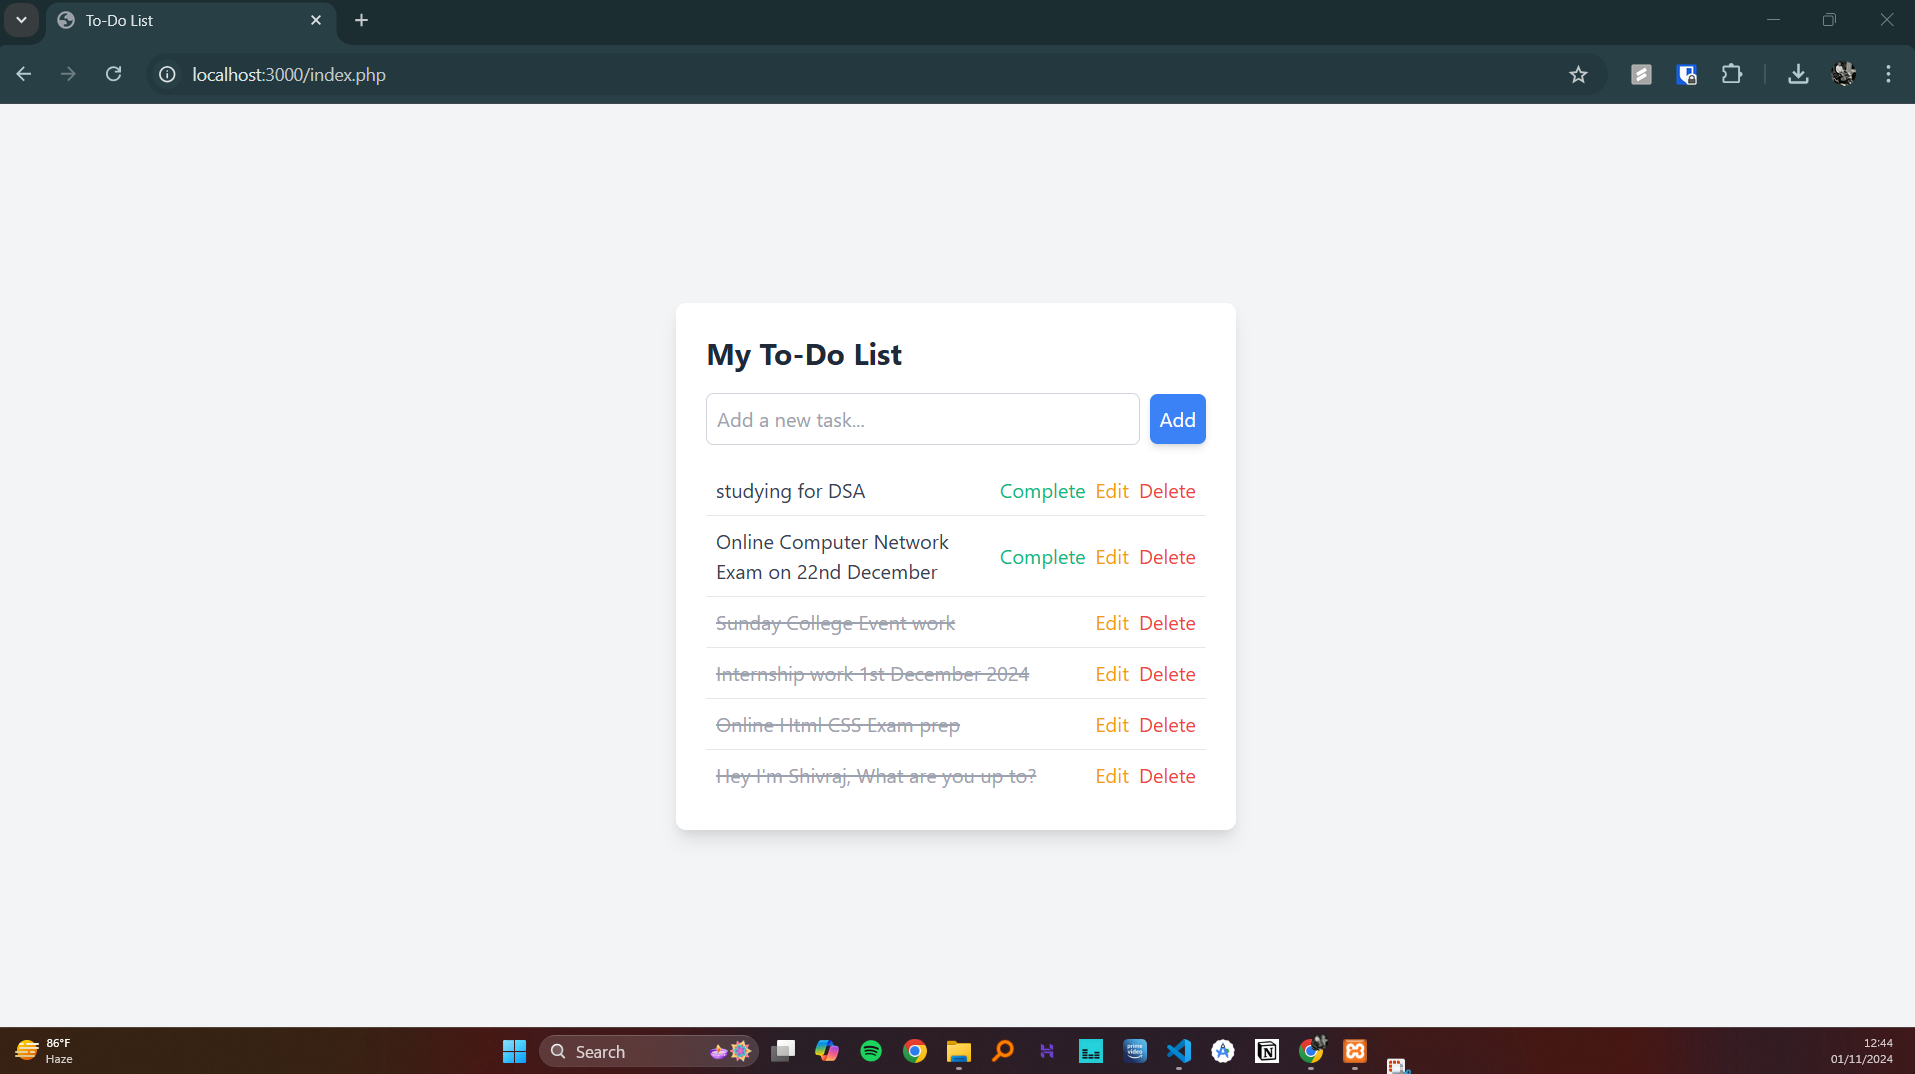 To-Do List
localhost:3000/index.php
My To-Do List
Add a new task...
Add
studying for DSA Complete Edit Delete
Online Computer Network
Exam on 22nd December
Complete Edit Delete
Sunday College Event work Edit Delete
Internship work 1st December 2024 Edit Delete
Online Html CSS Exam prep Edit Delete
Hey I'm Shivraj, What are you up to? Edit Delete
86°F
Haze
Search
prime
video
12:44
01/11/2024